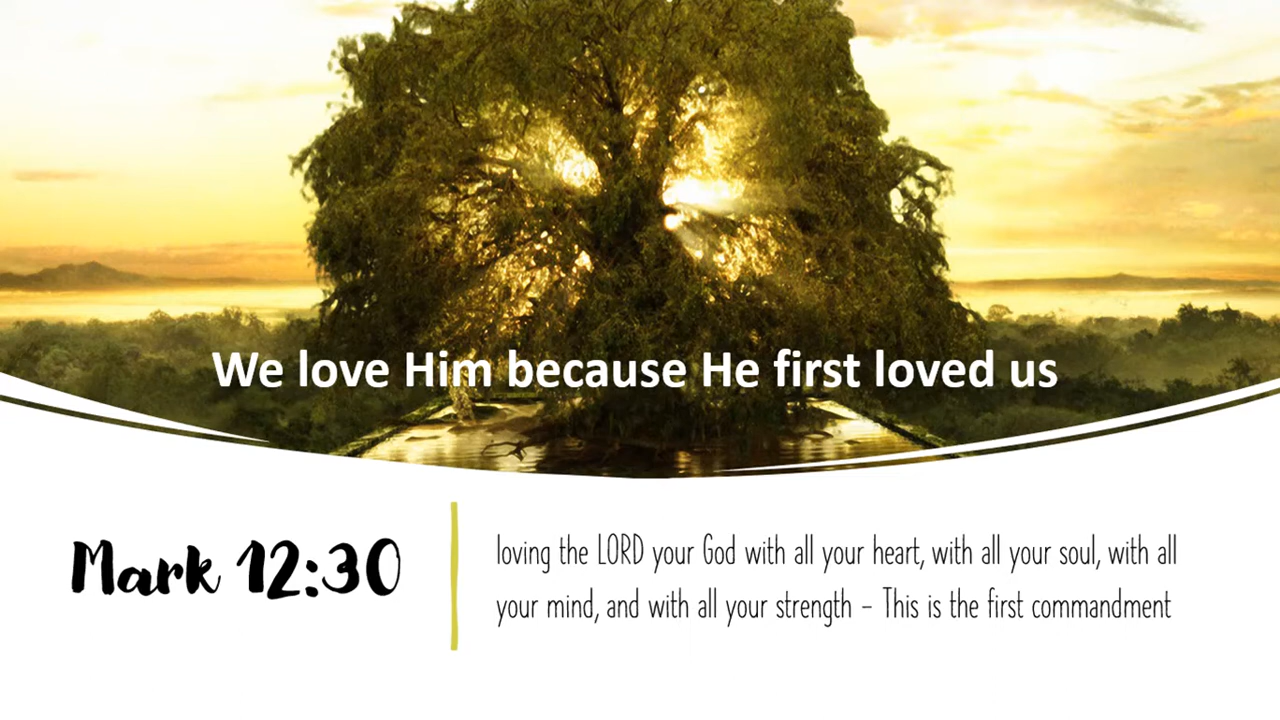 We love Him because He first loved us
Mark 12:30
loving the LORD your God with all your heart, with all your soul, with all
your mind, and with all your strength – This is the first commandment